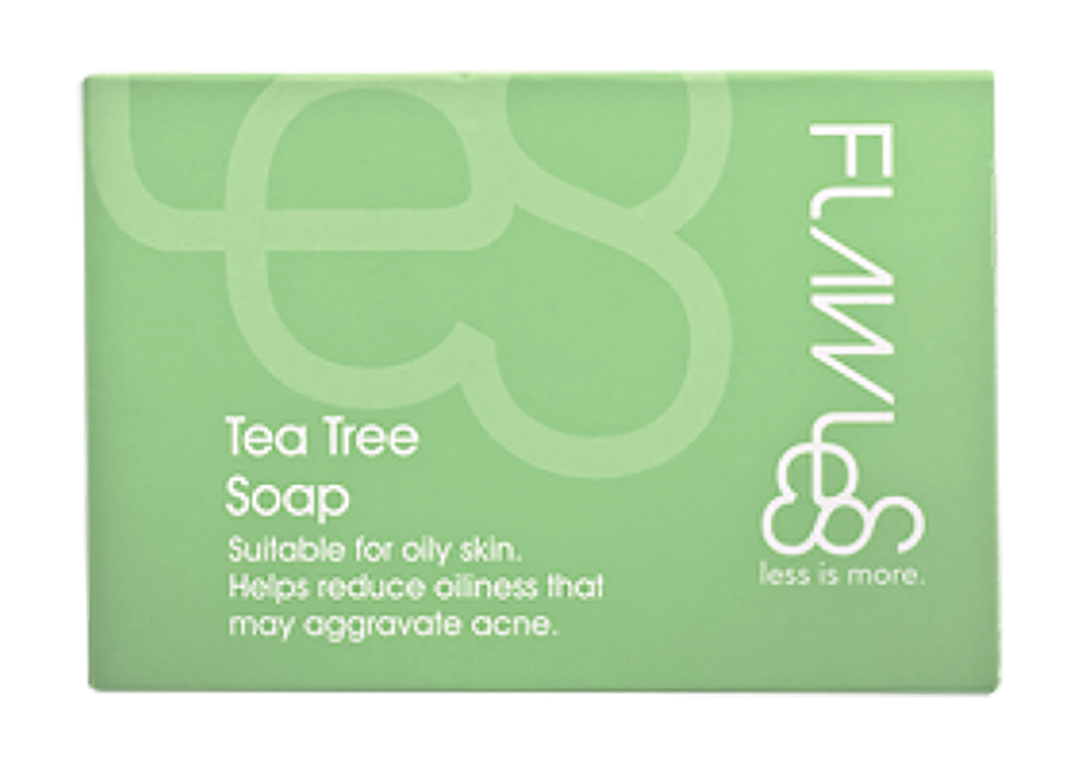 Tea Tree
Soap
Suitable for oily skin.
Helps reduce oiliness that
may aggravate acne.
FLAWLess
less is more.